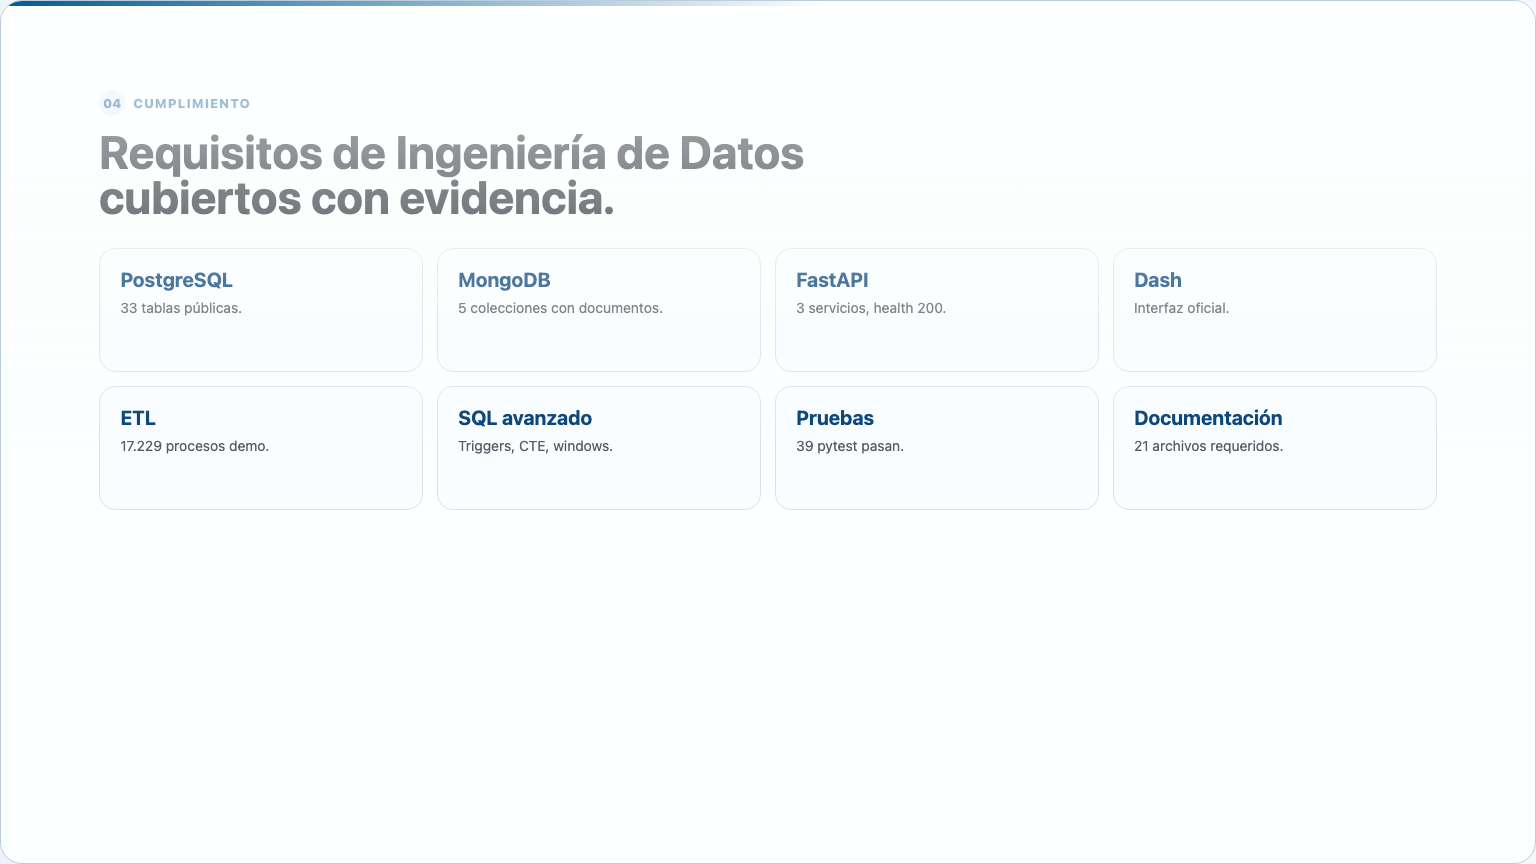 04 CUMPLIMIENTO
Requisitos de Ingeniería de Datos
cubiertos con evidencia.
PostgreSQL
33 tablas públicas.
MongoDB
5 colecciones con documentos.
FastAPI
3 servicios, health 200.
Dash
Interfaz oficial.
ETL
17.229 procesos demo.
SQL avanzado
Triggers, CTE, windows.
Pruebas
39 pytest pasan.
Documentación
21 archivos requeridos.